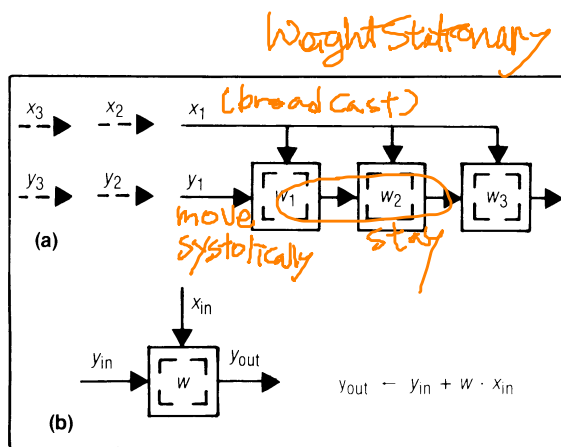 Weight Stationary
x3 x2 x1 (broadcast)
y3 y2 y1 w1 w2 w3
(a) move stay
systolically
xin
yin w yout yout ← yin + w · xin
(b)